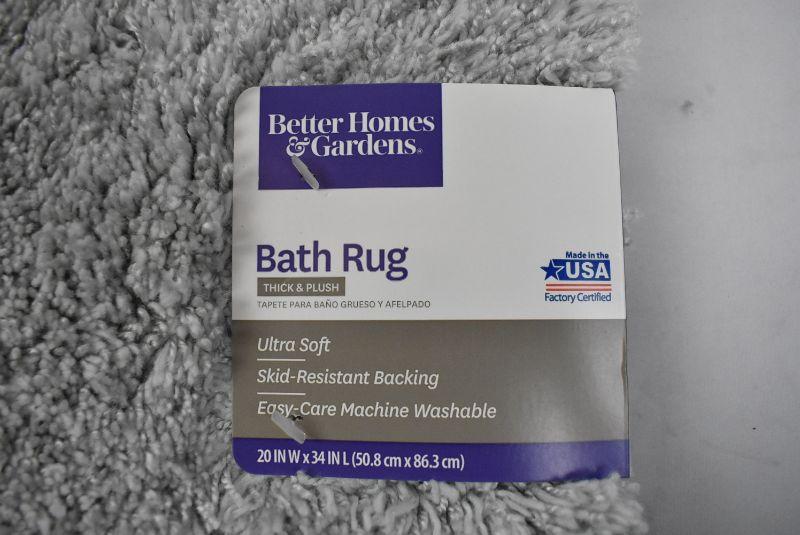 Better Homes
& Gardens®
Bath Rug
THICK & PLUSH
TAPETE PARA BAÑO GRUESO Y AFELPADO
Made in the
USA
Factory Certified
Ultra Soft
Skid-Resistant Backing
Easy-Care Machine Washable
20 IN W x 34 IN L (50.8 cm x 86.3 cm)